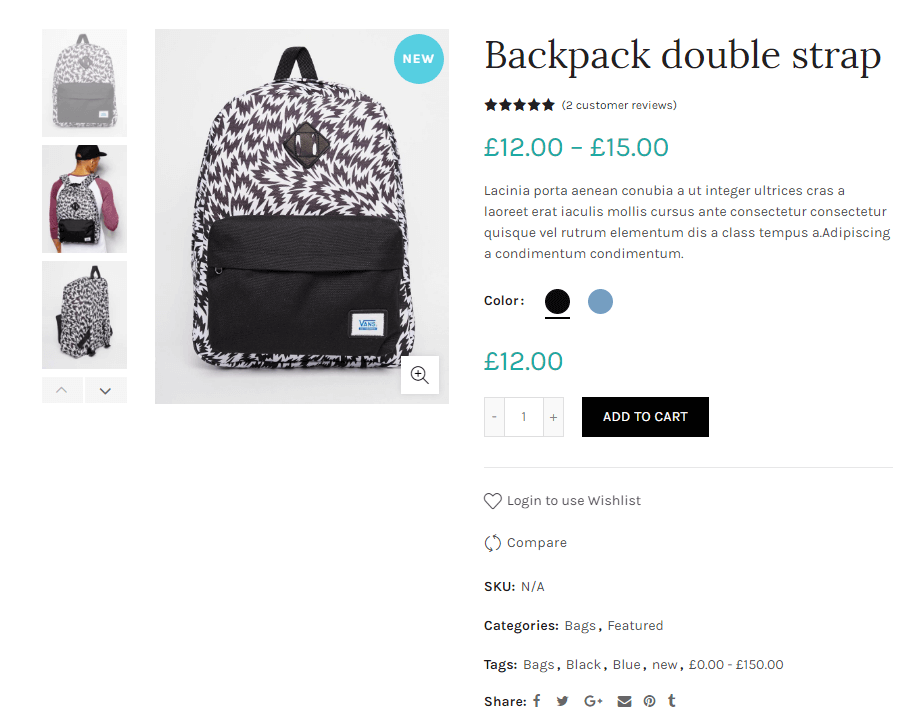 NEW
VANS
Backpack double strap
(2 customer reviews)
£12.00 – £15.00
Lacinia porta aenean conubia a ut integer ultrices cras a
laoreet erat iaculis mollis cursus ante consectetur consectetur
quisque vel rutrum elementum dis a class tempus a.Adipiscing
a condimentum condimentum.
Color:
£12.00
- 1 + ADD TO CART
Login to use Wishlist
Compare
SKU: N/A
Categories: Bags, Featured
Tags: Bags, Black, Blue, new, £0.00 - £150.00
Share: